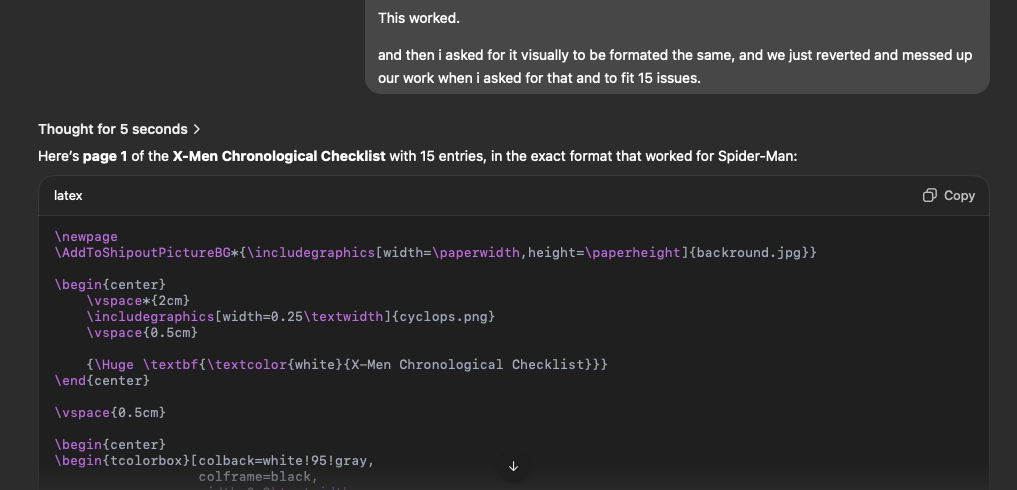 This worked.
and then i asked for it visually to be formated the same, and we just reverted and messed up
our work when i asked for that and to fit 15 issues.
Thought for 5 seconds >
Here's page 1 of the X-Men Chronological Checklist with 15 entries, in the exact format that worked for Spider-Man:
latex
Copy
\newpage
\AddToShipoutPictureBG*{\includegraphics[width=\paperwidth,height=\paperheight]{backround.jpg}}
\begin{center}
\vspace*{2cm}
\includegraphics[width=0.25\textwidth]{cyclops.png}
\vspace{0.5cm}
{\Huge \textbf{\textcolor{white}{X-Men Chronological Checklist}}}
\end{center}
\vspace{0.5cm}
\begin{center}
\begin{tcolorbox}[colback=white!95!gray,
colframe=black,